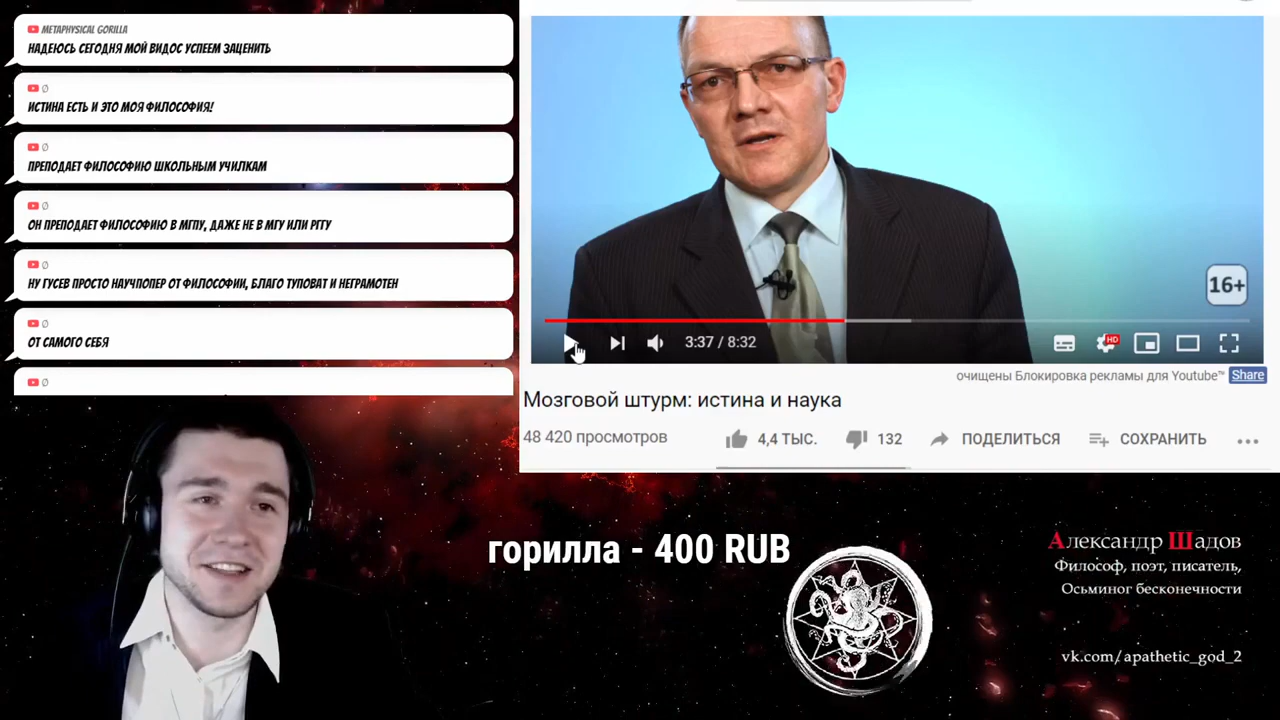 METAPHYSICAL GORILLA
НАДЕЮСЬ СЕГОДНЯ МОЙ ВИДОС УСПЕЕМ ЗАЦЕНИТЬ
Ø
ИСТИНА ЕСТЬ И ЭТО МОЯ ФИЛОСОФИЯ!
Ø
ПРЕПОДАЕТ ФИЛОСОФИЮ ШКОЛЬНЫМ УЧИЛКАМ
Ø
ОН ПРЕПОДАЕТ ФИЛОСОФИЮ В МГПУ, ДАЖЕ НЕ В МГУ ИЛИ РГГУ
Ø
НУ ГУСЕВ ПРОСТО НАУЧПОПЕР ОТ ФИЛОСОФИИ, БЛАГО ТУПОВАТ И НЕГРАМОТЕН
Ø
ОТ САМОГО СЕБЯ
Ø
16+
3:37 / 8:32
HD
очищены Блокировка рекламы для Youtube™ Share
Мозговой штурм: истина и наука
48 420 просмотров
4,4 ТЫС.
132
ПОДЕЛИТЬСЯ
СОХРАНИТЬ
горилла - 400 RUB
Александр Шадов
Философ, поэт, писатель,
Осьминог бесконечности
vk.com/apathetic_god_2